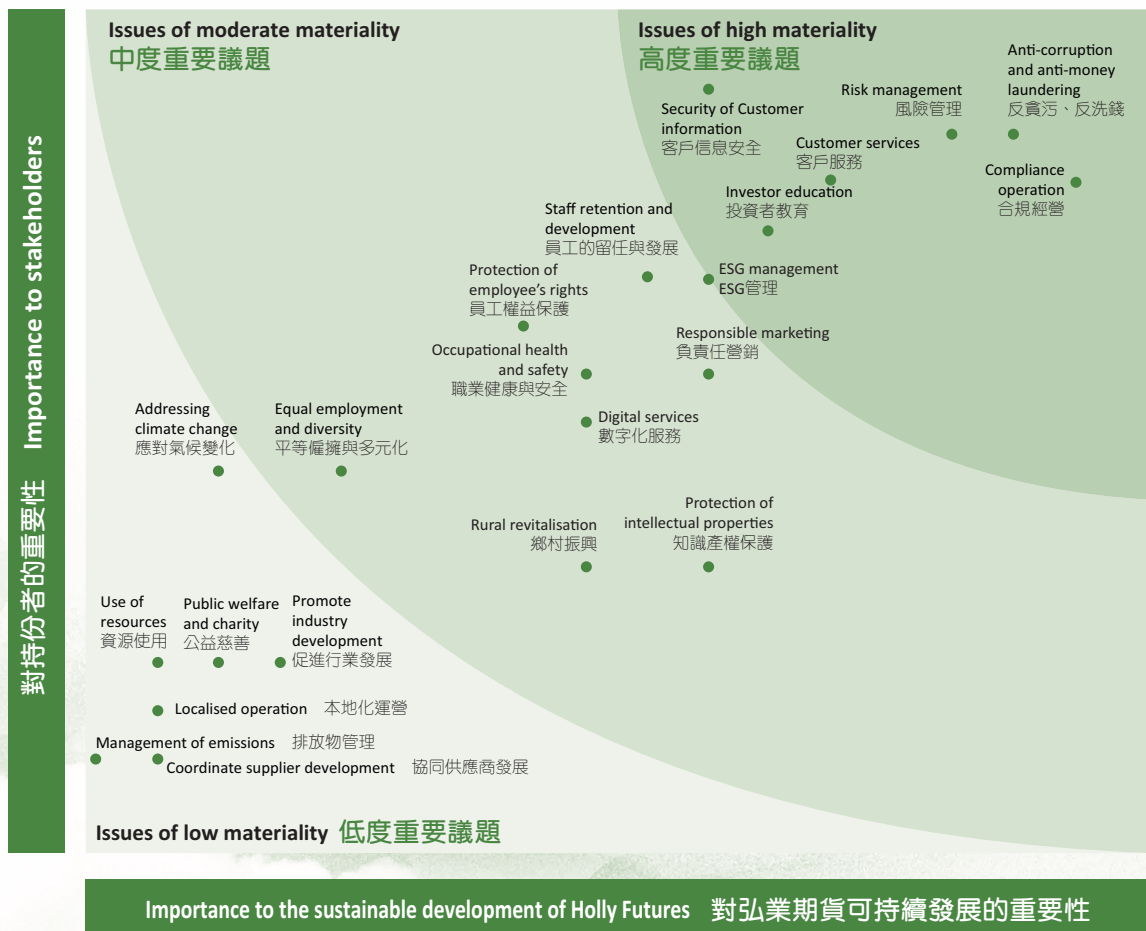 對持份者的重要性 Importance to stakeholders
Issues of moderate materiality
中度重要議題
Issues of high materiality
高度重要議題
Security of Customer
information
客戶信息安全
Risk management
風險管理
Anti-corruption
and anti-money
laundering
反貪污、反洗錢
Customer services
客戶服務
Compliance
operation
合規經營
Investor education
投資者教育
Staff retention and
development
員工的留任與發展
ESG management
ESG管理
Protection of
employee's rights
員工權益保護
Responsible marketing
負責任營銷
Occupational health
and safety
職業健康與安全
Digital services
數字化服務
Addressing
climate change
應對氣候變化
Equal employment
and diversity
平等僱擁與多元化
Rural revitalisation
鄉村振興
Protection of
intellectual properties
知識產權保護
Use of
resources
資源使用
Public welfare
and charity
公益慈善
Promote
industry
development
促進行業發展
Localised operation 本地化運營
Management of emissions 排放物管理
Coordinate supplier development 協同供應商發展
Issues of low materiality 低度重要議題
Importance to the sustainable development of Holly Futures 對弘業期貨可持續發展的重要性